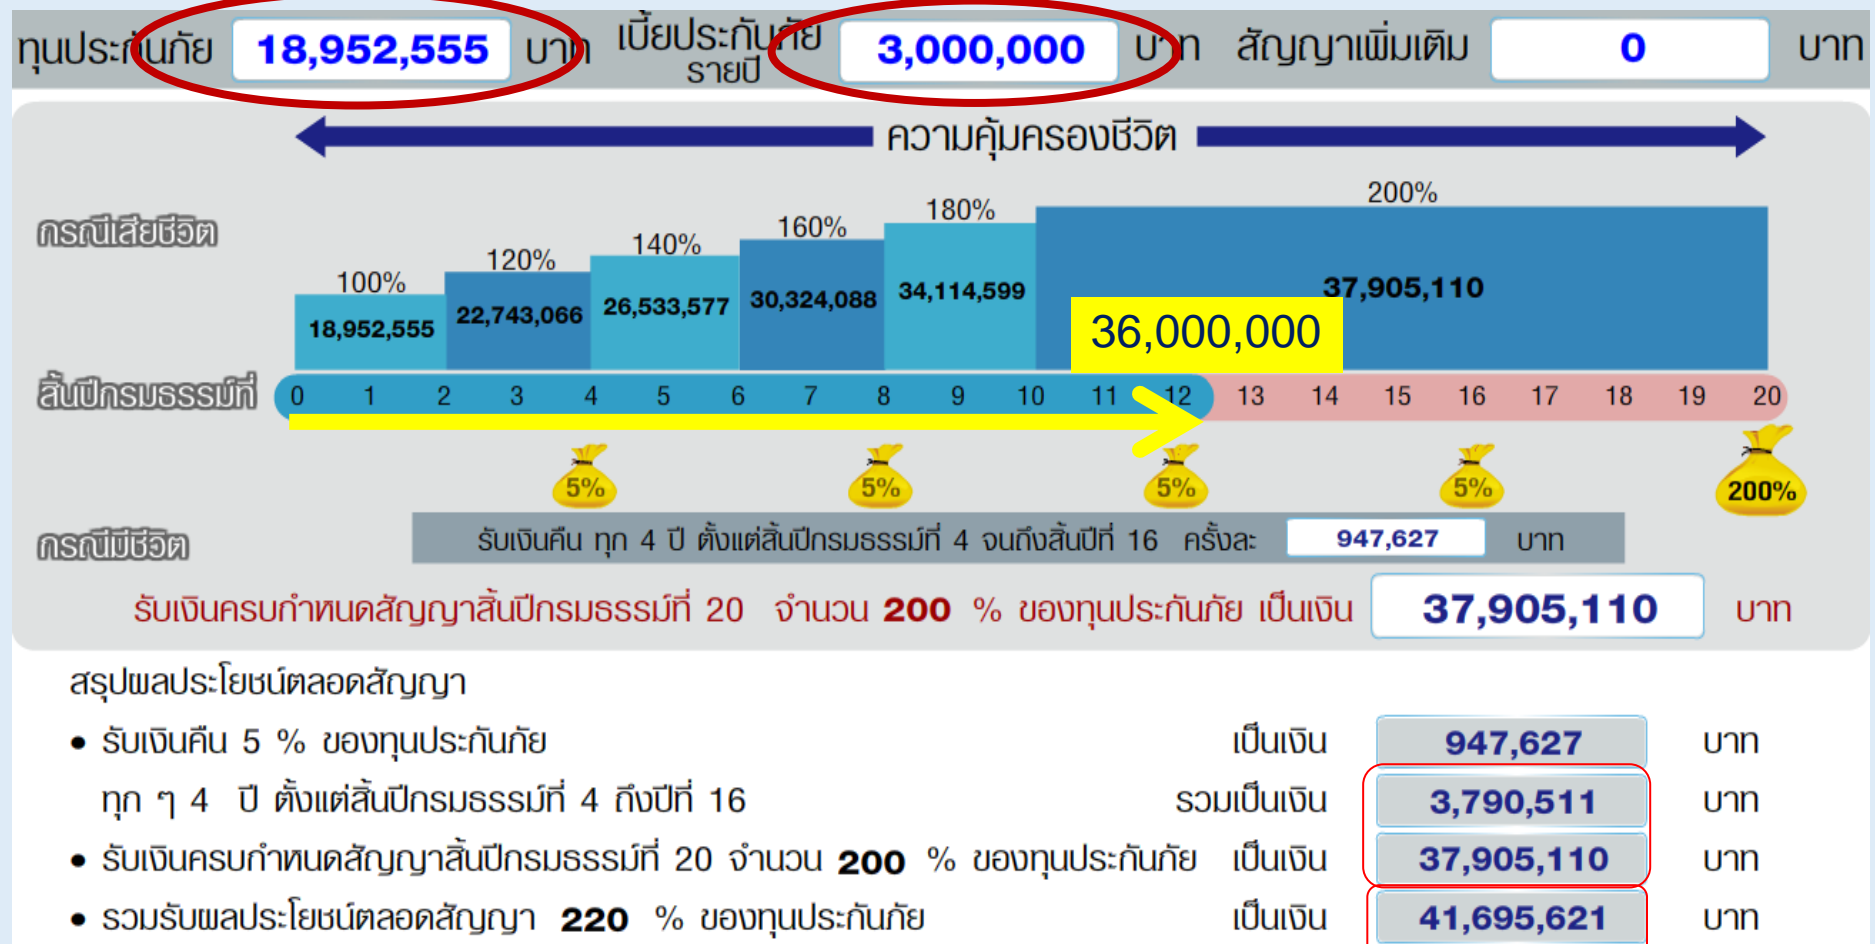 ทุนประกันภัย 18,952,555 บาท เบี้ยประกันภัย รายปี 3,000,000 บาท สัญญาเพิ่มเติม 0 บาท
ความคุ้มครองชีวิต
กรณีเสียชีวิต
100% 120% 140% 160% 180% 200%
18,952,555 22,743,066 26,533,577 30,324,088 34,114,599 37,905,110
36,000,000
สิ้นปีกรมธรรม์ที่ 0 1 2 3 4 5 6 7 8 9 10 11 12 13 14 15 16 17 18 19 20
5% 5% 5% 5% 200%
กรณีมีชีวิต
รับเงินคืน ทุก 4 ปี ตั้งแต่สิ้นปีกรมธรรม์ที่ 4 จนถึงสิ้นปีที่ 16 ครั้งละ 947,627 บาท
รับเงินครบกำหนดสัญญาสิ้นปีกรมธรรม์ที่ 20 จำนวน 200 % ของทุนประกันภัย เป็นเงิน 37,905,110 บาท
สรุปผลประโยชน์ตลอดสัญญา
• รับเงินคืน 5 % ของทุนประกันภัย เป็นเงิน 947,627 บาท
ทุก ๆ 4 ปี ตั้งแต่สิ้นปีกรมธรรม์ที่ 4 ถึงปีที่ 16 รวมเป็นเงิน 3,790,511 บาท
• รับเงินครบกำหนดสัญญาสิ้นปีกรมธรรม์ที่ 20 จำนวน 200 % ของทุนประกันภัย เป็นเงิน 37,905,110 บาท
• รวมรับผลประโยชน์ตลอดสัญญา 220 % ของทุนประกันภัย เป็นเงิน 41,695,621 บาท